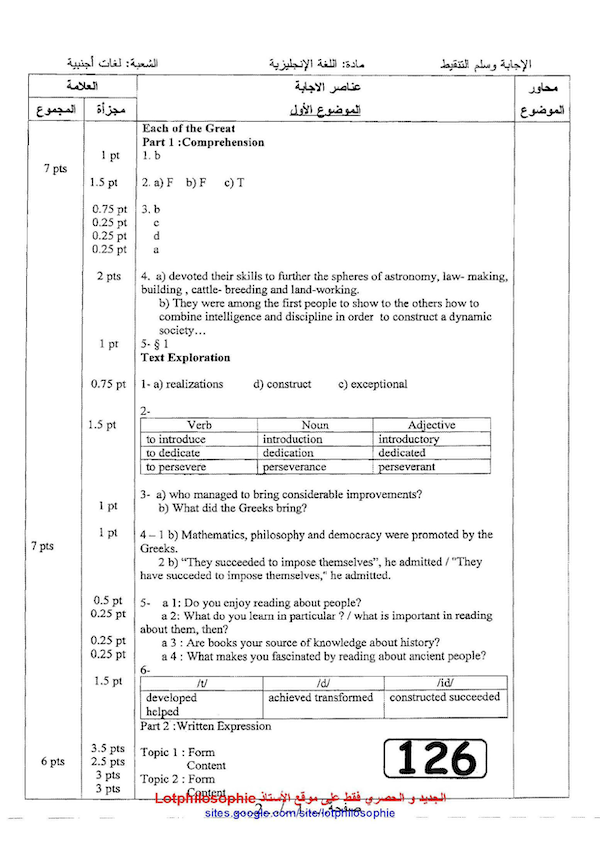 الإجابة وسلم التنقيط مادة: اللغة الإنجليزية الشعبة: لغات أجنبية
محاور الموضوع عناصر الإجابة العلامة
الموضوع الأول مجزأة المجموع
Each of the Great
Part 1 :Comprehension
1 pt 1. b
7 pts
1.5 pt 2. a) F b) F c) T
0.75 pt 3. b
0.25 pt c
0.25 pt d
0.25 pt a
2 pts 4. a) devoted their skills to further the spheres of astronomy, law- making,
building , cattle- breeding and land-working.
b) They were among the first people to show to the others how to
combine intelligence and discipline in order to construct a dynamic
society…
1 pt 5- § 1
Text Exploration
0.75 pt 1- a) realizations d) construct c) exceptional
2-
1.5 pt Verb Noun Adjective
to introduce introduction introductory
to dedicate dedication dedicated
to persevere perseverance perseverant
3- a) who managed to bring considerable improvements?
1 pt b) What did the Greeks bring?
1 pt 4 – 1 b) Mathematics, philosophy and democracy were promoted by the
7 pts Greeks.
2 b) “They succeeded to impose themselves”, he admitted / "They
have succeded to impose themselves," he admitted.
0.5 pt 5- a 1: Do you enjoy reading about people?
0.25 pt a 2: What do you learn in particular ? / what is important in reading
about them, then?
0.25 pt a 3 : Are books your source of knowledge about history?
0.25 pt a 4 : What makes you fascinated by reading about ancient people?
6-
1.5 pt /t/ /d/ /id/
developed achieved transformed constructed succeeded
helped
Part 2 :Written Expression
3.5 pts Topic 1 : Form
6 pts 2.5 pts Content
3 pts Topic 2 : Form
3 pts Content
126
الجديد و الحصري فقط على موقع الأستاذ Lotphilosophie
sites.google.com/site/lotphilosophie